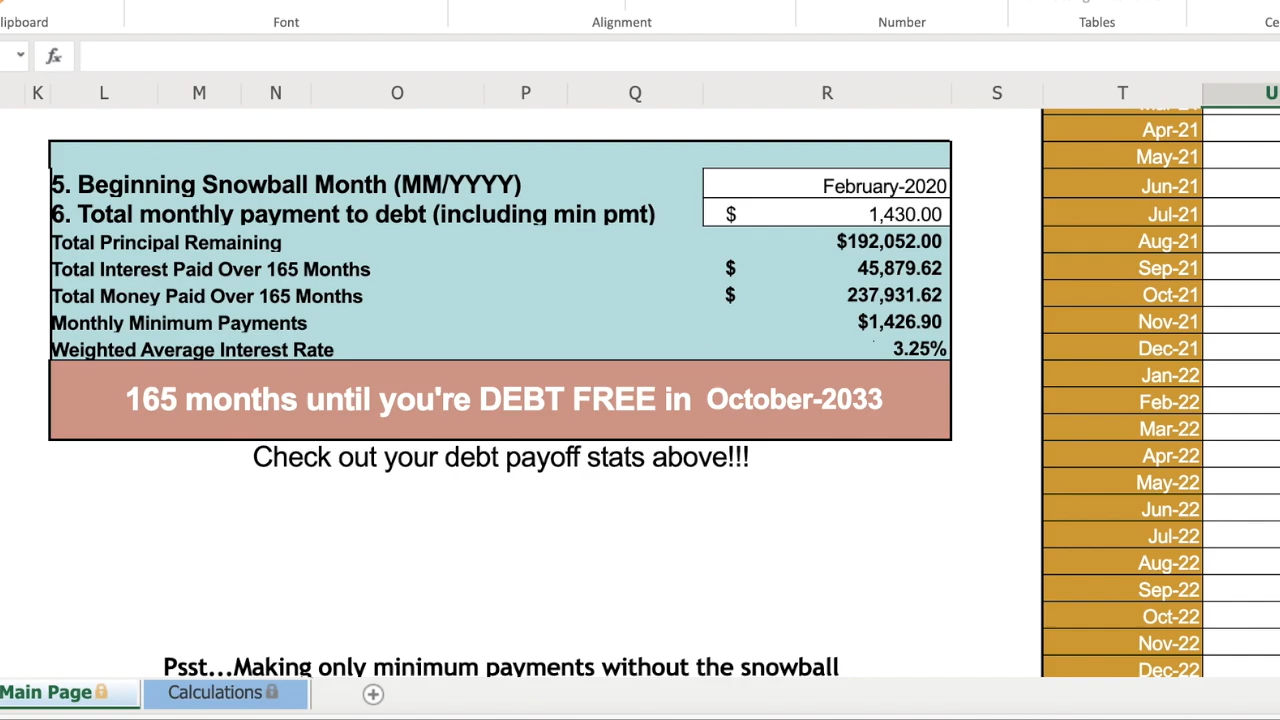 lipboard Font Alignment Number Tables Ce
fx
K L M N O P Q R S T U
Apr-21
5. Beginning Snowball Month (MM/YYYY) February-2020
6. Total monthly payment to debt (including min pmt) $ 1,430.00
Total Principal Remaining $192,052.00
Total Interest Paid Over 165 Months $ 45,879.62
Total Money Paid Over 165 Months $ 237,931.62
Monthly Minimum Payments $1,426.90
Weighted Average Interest Rate 3.25%
165 months until you're DEBT FREE in October-2033
Check out your debt payoff stats above!!!
Psst...Making only minimum payments without the snowball
May-21
Jun-21
Jul-21
Aug-21
Sep-21
Oct-21
Nov-21
Dec-21
Jan-22
Feb-22
Mar-22
Apr-22
May-22
Jun-22
Jul-22
Aug-22
Sep-22
Oct-22
Nov-22
Dec-22
Main Page Calculations